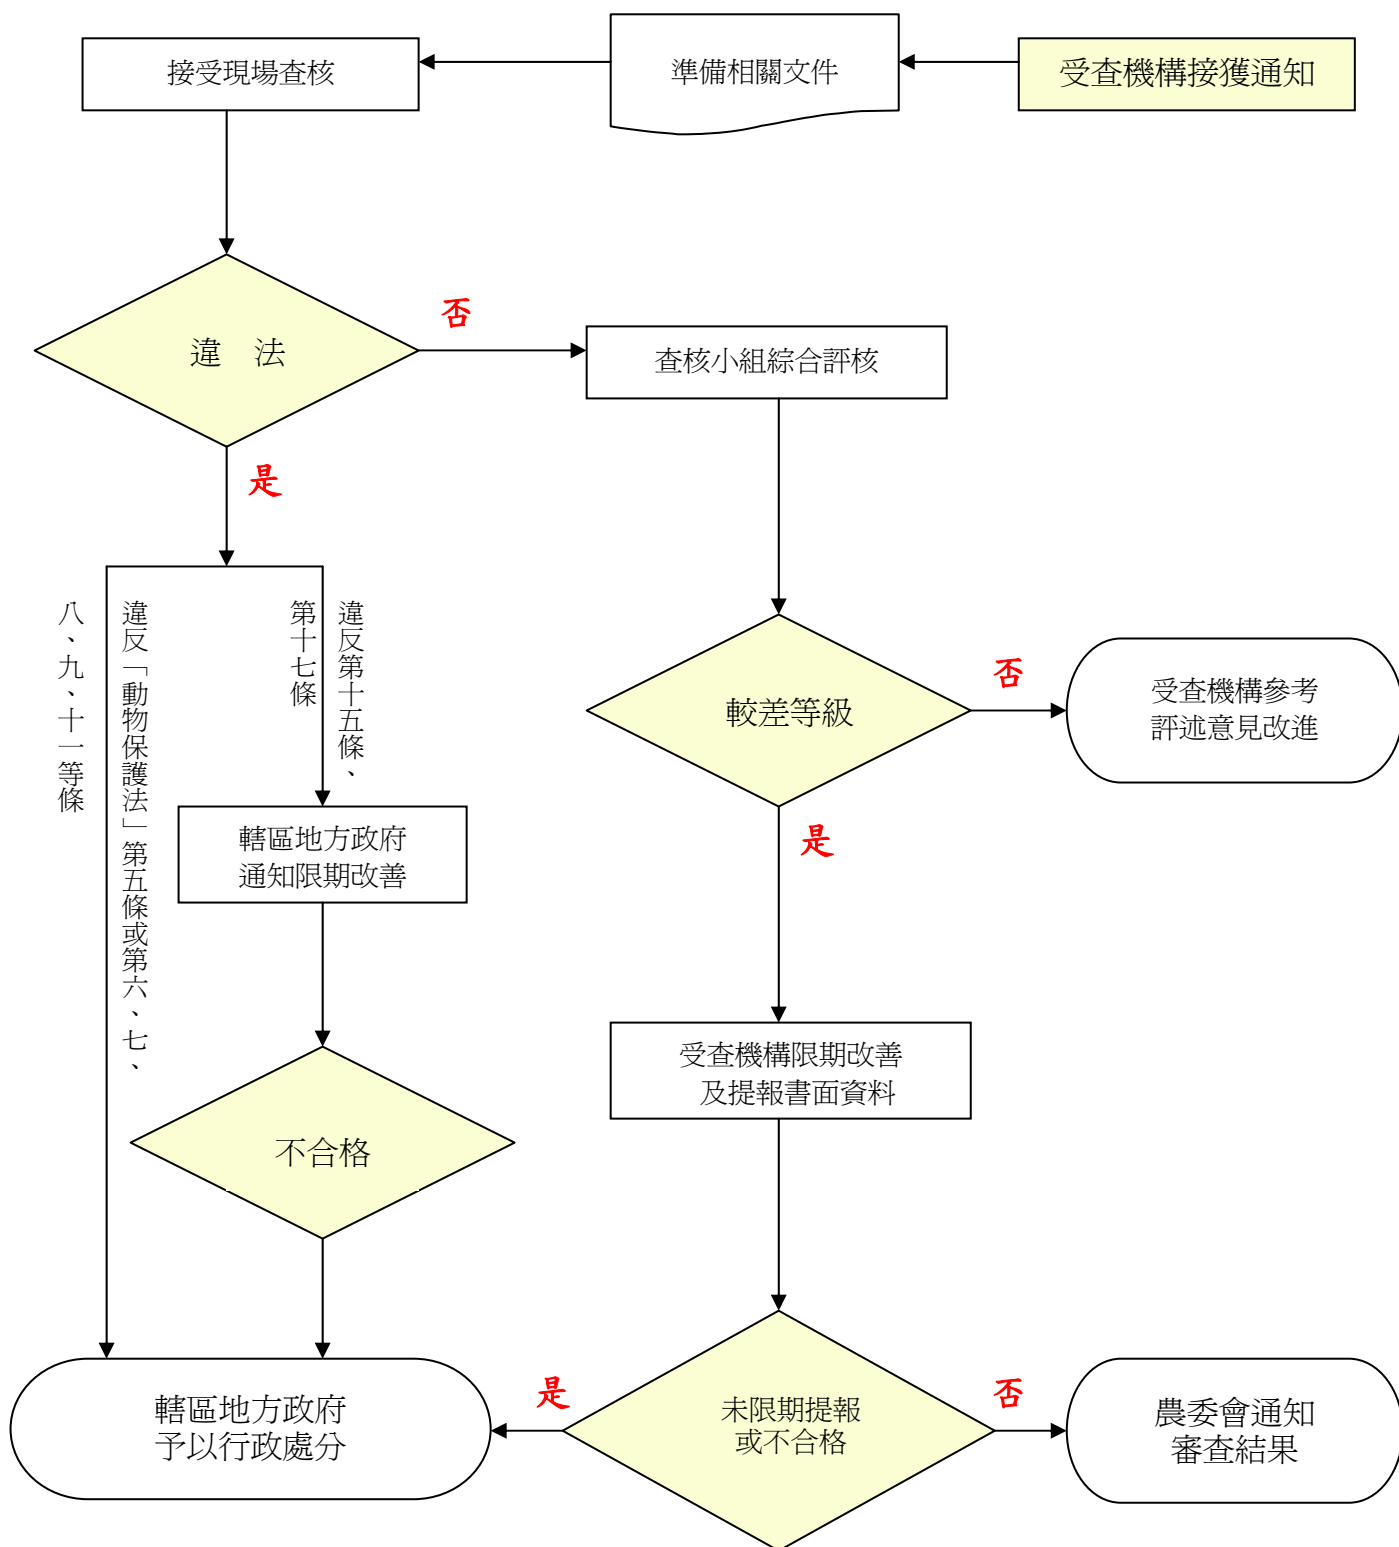 受查機構接獲通知
準備相關文件
接受現場查核
違 法
否
是
查核小組綜合評核
違反「動物保護法」第五條或第六、七、
八、九、十一等條
違反第十五條、
第十七條
轄區地方政府
通知限期改善
不合格
較差等級
否
是
受查機構參考
評述意見改進
受查機構限期改善
及提報書面資料
未限期提報
或不合格
是
否
轄區地方政府
予以行政處分
農委會通知
審查結果